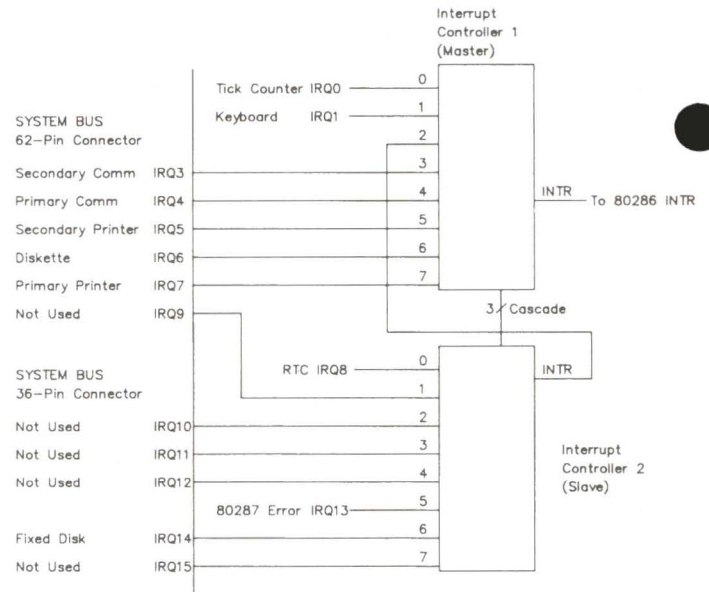 Interrupt
Controller 1
(Master)
Tick Counter IRQ0 0
Keyboard IRQ1 1
SYSTEM BUS
62-Pin Connector
2
Secondary Comm IRQ3 3
Primary Comm IRQ4 4
INTR To 80286 INTR
Secondary Printer IRQ5 5
Diskette IRQ6 6
Primary Printer IRQ7 7
Not Used IRQ9
3 Cascade
RTC IRQ8 0
INTR
SYSTEM BUS
36-Pin Connector
1
Not Used IRQ10 2
Not Used IRQ11 3
Not Used IRQ12 4
Interrupt
Controller 2
(Slave)
80287 Error IRQ13 5
Fixed Disk IRQ14 6
Not Used IRQ15 7